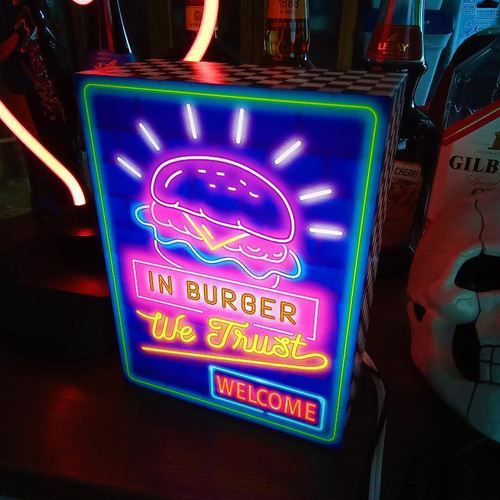 IN BURGER
We Trust
WELCOME
GILB
CHERRY